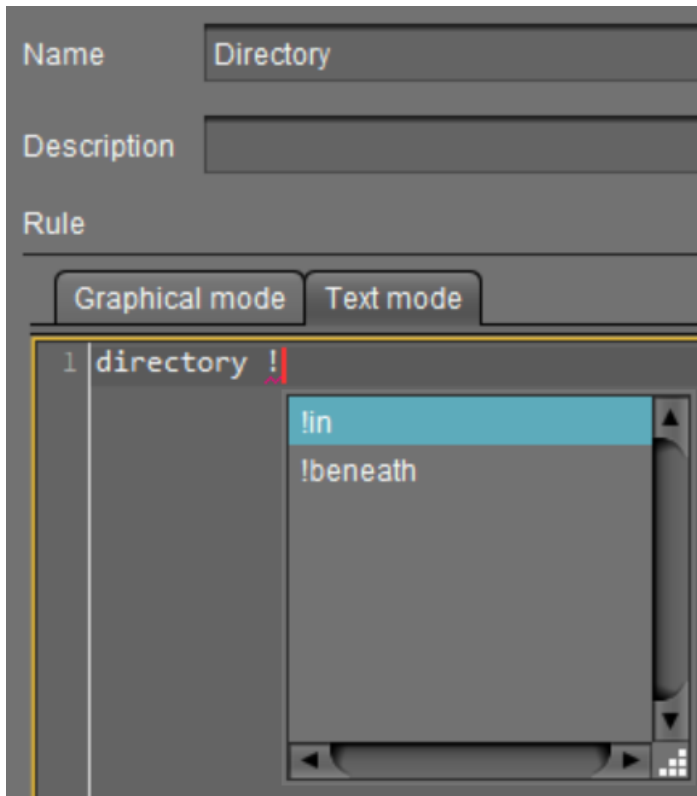 Name Directory
Description
Rule
Graphical mode Text mode
1 directory !
!in
!beneath